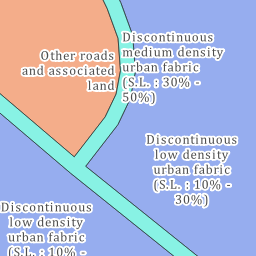 Other roads
and associated
land
Discontinuous
medium density
urban fabric
(S.L. : 30% -
50%)
Discontinuous
low density
urban fabric
(S.L. : 10% -
30%)
Discontinuous
low density
urban fabric
(S.L. : 10% -